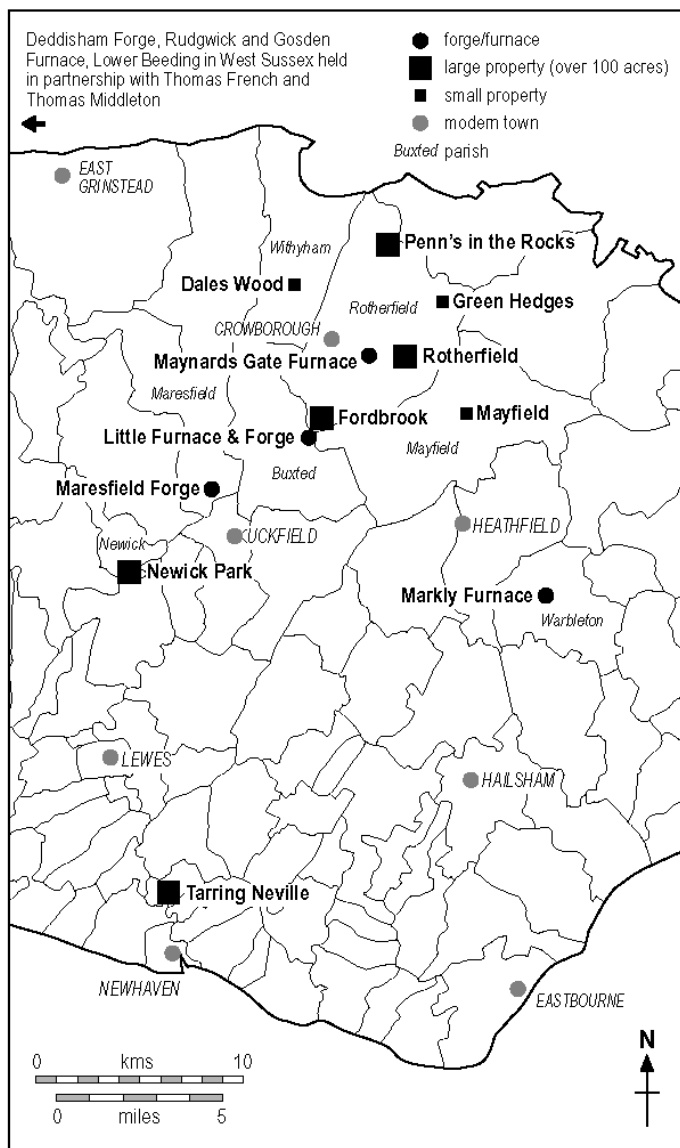 Deddisham Forge, Rudgwick and Gosden
Furnace, Lower Beeding in West Sussex held
in partnership with Thomas French and
Thomas Middleton
forge/furnace
large property (over 100 acres)
small property
modern town
Buxted parish
EAST
GRINSTEAD
Withyham
Penn's in the Rocks
Dales Wood
Rotherfield
Green Hedges
CROWBOROUGH
Maynards Gate Furnace
Rotherfield
Maresfield
Fordbrook
Mayfield
Little Furnace & Forge
Mayfield
Buxted
Maresfield Forge
UCKFIELD
HEATHFIELD
Newick
Newick Park
Markly Furnace
Warbleton
LEWES
HAILSHAM
Tarring Neville
NEWHAVEN
EASTBOURNE
N
0 kms 10
0 miles 5